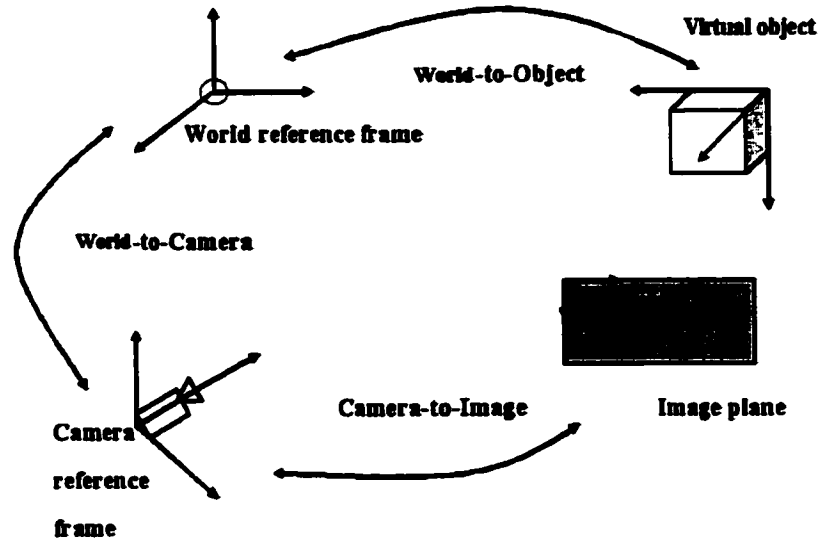 Virtual object
World-to-Object
World reference frame
World-to-Camera
Camera-to-Image
Image plane
Camera
reference
frame